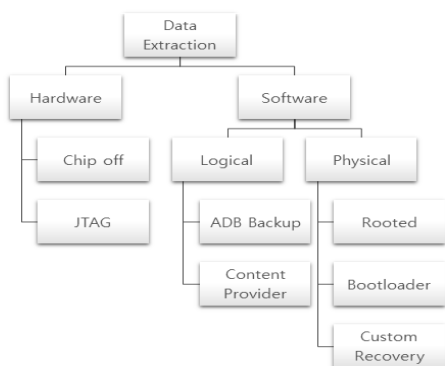 Data
Extraction
Hardware
Software
Chip off
Logical
Physical
JTAG
ADB Backup
Rooted
Content
Provider
Bootloader
Custom
Recovery